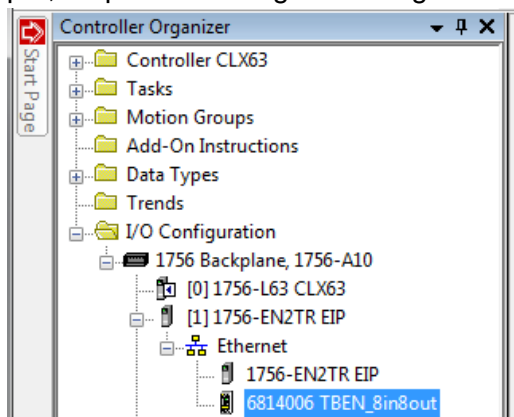 Controller Organizer
Start Page
Controller CLX63
Tasks
Motion Groups
Add-On Instructions
Data Types
Trends
I/O Configuration
1756 Backplane, 1756-A10
[0] 1756-L63 CLX63
[1] 1756-EN2TR EIP
Ethernet
1756-EN2TR EIP
6814006 TBEN_8in8out